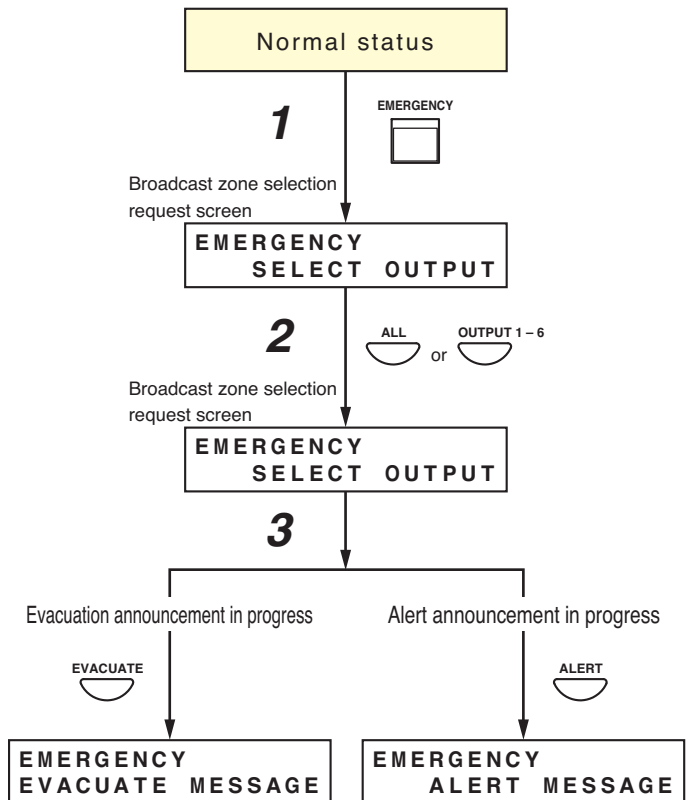 Normal status
1
EMERGENCY
Broadcast zone selection
request screen
EMERGENCY
SELECT OUTPUT
2
ALL
or
OUTPUT 1 – 6
Broadcast zone selection
request screen
EMERGENCY
SELECT OUTPUT
3
Evacuation announcement in progress
Alert announcement in progress
EVACUATE
ALERT
EMERGENCY
EVACUATE MESSAGE
EMERGENCY
ALERT MESSAGE